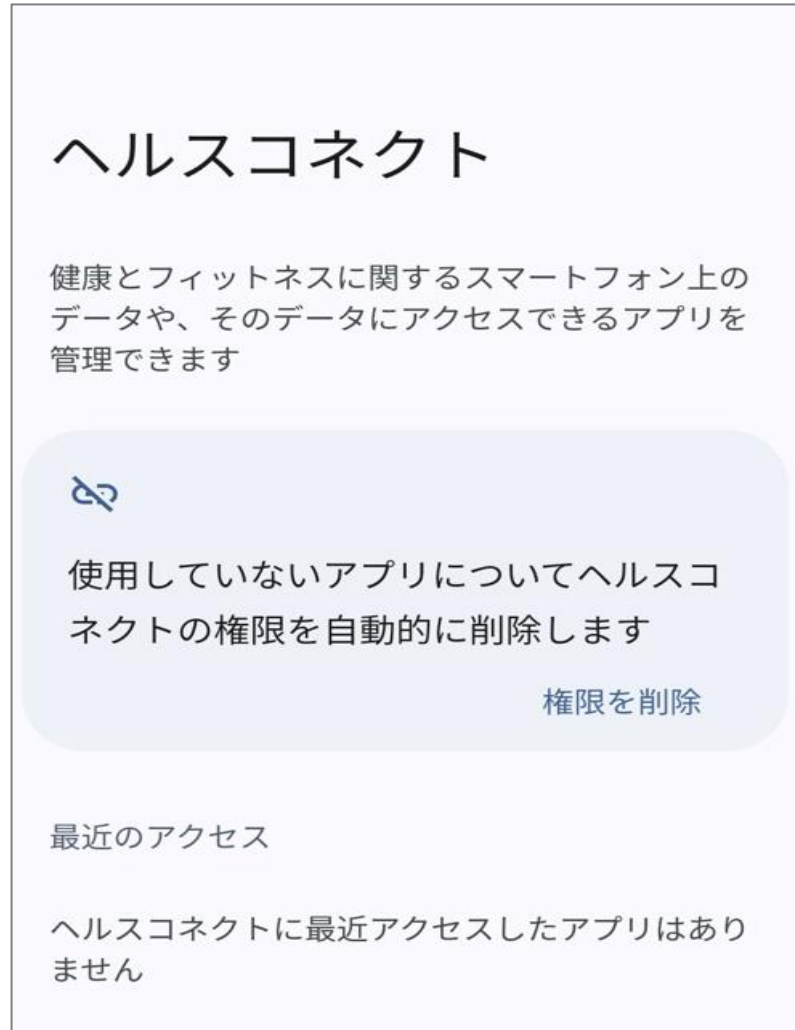 ヘルスコネクト
健康とフィットネスに関するスマートフォン上の
データや、そのデータにアクセスできるアプリを
管理できます
使用していないアプリについてヘルスコ
ネクトの権限を自動的に削除します
権限を削除
最近のアクセス
ヘルスコネクトに最近アクセスしたアプリはあり
ません